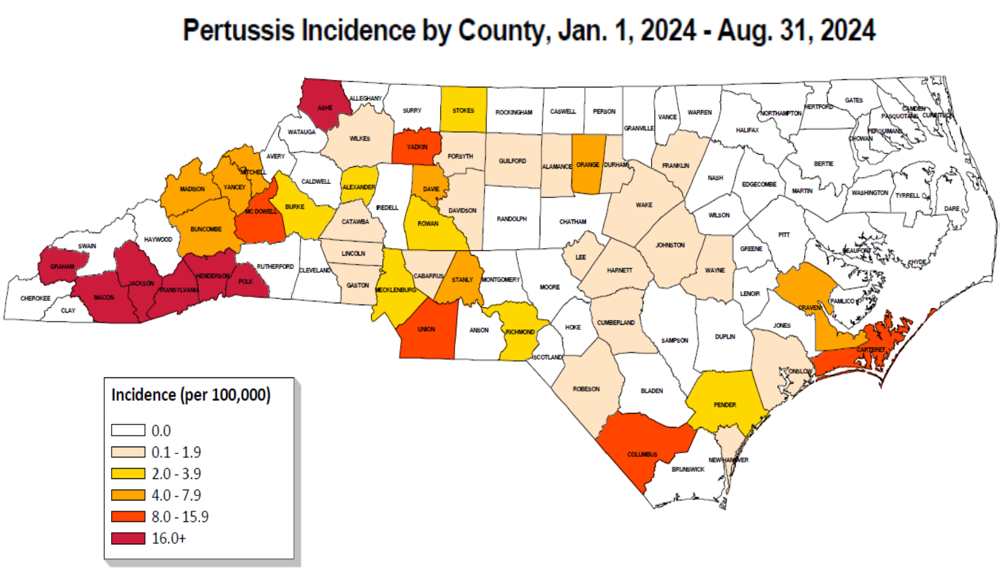 Pertussis Incidence by County, Jan. 1, 2024 - Aug. 31, 2024
ASHE
ALLEGHANY
SURRY
STOKES
ROCKINGHAM
CASWELL
PERSON
GRANVILLE
VANCE
WARREN
NORTHAMPTON
HERTFORD
GATES
CAMDEN
PASQUOTANK
CURRITUCK
PERQUIMANS
CHOWAN
HALIFAX
WATAUGA
WILKES
YADKIN
FORSYTH
GUILFORD
ALAMANCE
ORANGE
DURHAM
FRANKLIN
NASH
EDGECOMBE
MARTIN
BERTIE
WASHINGTON
TYRRELL
DARE
AVERY
MITCHELL
CALDWELL
ALEXANDER
MADISON
YANCEY
DAVIE
IREDELL
MC DOWELL
BURKE
DAVIDSON
RANDOLPH
CHATHAM
WAKE
WILSON
PITT
CATAWBA
ROWAN
BUNCOMBE
HAYWOOD
SWAIN
JOHNSTON
GREENE
BEAUFORT
HYDE
LINCOLN
LEE
GRAHAM
JACKSON
HENDERSON
POLK
RUTHERFORD
CLEVELAND
GASTON
MECKLENBURG
CABARRUS
STANLY
MONTGOMERY
MOORE
HARNETT
WAYNE
LENOIR
CRAVEN
PAMLICO
CHEROKEE
CLAY
MACON
TRANSYLVANIA
UNION
ANSON
RICHMOND
HOKE
CUMBERLAND
SAMPSON
DUPLIN
JONES
CARTERET
SCOTLAND
ONSLOW
ROBESON
BLADEN
PENDER
COLUMBUS
BRUNSWICK
NEW HANOVER
Incidence (per 100,000)
0.0
0.1 - 1.9
2.0 - 3.9
4.0 - 7.9
8.0 - 15.9
16.0+